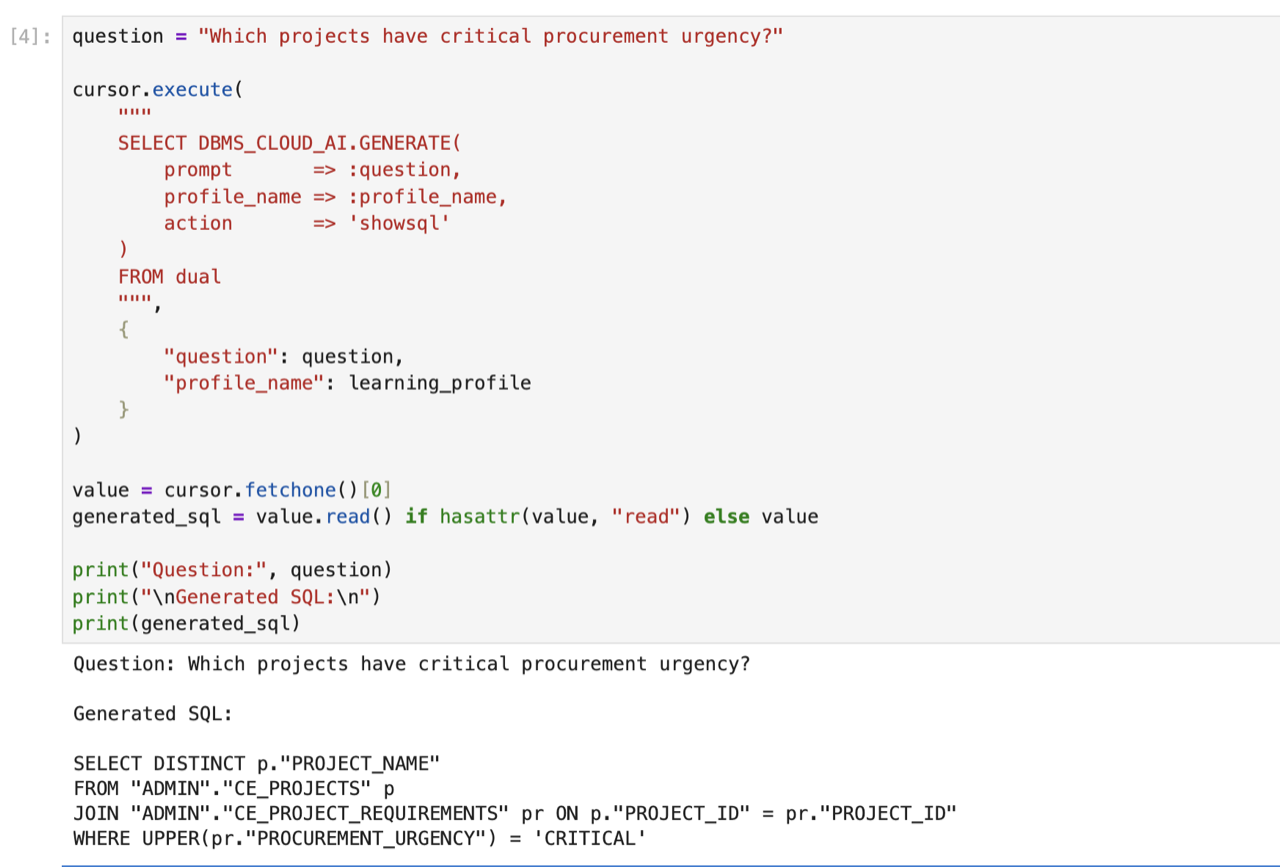 [4]:
question = "Which projects have critical procurement urgency?"
cursor.execute(
    """
    SELECT DBMS_CLOUD_AI.GENERATE(
        prompt       => :question,
        profile_name => :profile_name,
        action       => 'showsql'
    )
    FROM dual
    """,
    {
        "question": question,
        "profile_name": learning_profile
    }
)
value = cursor.fetchone()[0]
generated_sql = value.read() if hasattr(value, "read") else value
print("Question:", question)
print("\nGenerated SQL:\n")
print(generated_sql)
Question: Which projects have critical procurement urgency?
Generated SQL:
SELECT DISTINCT p."PROJECT_NAME"
FROM "ADMIN"."CE_PROJECTS" p
JOIN "ADMIN"."CE_PROJECT_REQUIREMENTS" pr ON p."PROJECT_ID" = pr."PROJECT_ID"
WHERE UPPER(pr."PROCUREMENT_URGENCY") = 'CRITICAL'